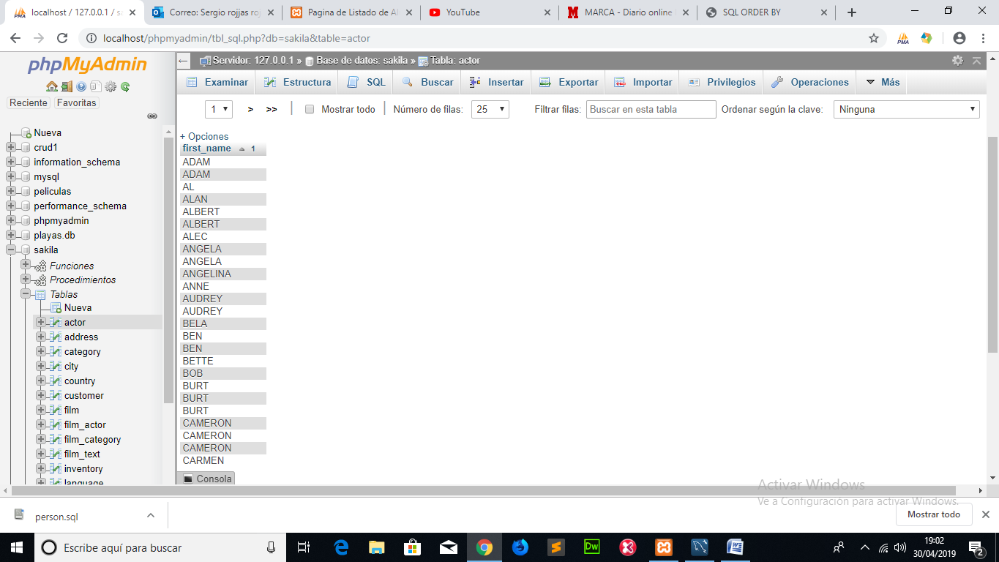 localhost / 127.0.0.1 / sa
Correo: Sergio rojjas roj
Pagina de Listado de Al
YouTube
MARCA - Diario online l
SQL ORDER BY
localhost/phpmyadmin/tbl_sql.php?db=sakila&table=actor
PMA
phpMyAdmin
Reciente
Favoritas
Nueva
crud1
information_schema
mysql
peliculas
performance_schema
phpmyadmin
playas.db
sakila
Funciones
Procedimientos
Tablas
Nueva
actor
address
category
city
country
customer
film
film_actor
film_category
film_text
inventory
language
Servidor: 127.0.0.1 » Base de datos: sakila » Tabla: actor
Examinar
Estructura
SQL
Buscar
Insertar
Exportar
Importar
Privilegios
Operaciones
Más
1 > >> Mostrar todo
Número de filas: 25
Filtrar filas: Buscar en esta tabla
Ordenar según la clave: Ninguna
+ Opciones
first_name 1
ADAM
ADAM
AL
ALAN
ALBERT
ALBERT
ALEC
ANGELA
ANGELA
ANGELINA
ANNE
AUDREY
AUDREY
BELA
BEN
BEN
BETTE
BOB
BURT
BURT
BURT
CAMERON
CAMERON
CAMERON
CARMEN
Consola
Activar Windows
Ve a Configuración para activar Windows.
person.sql
Mostrar todo
Escribe aquí para buscar
Dw
19:02
30/04/2019
2